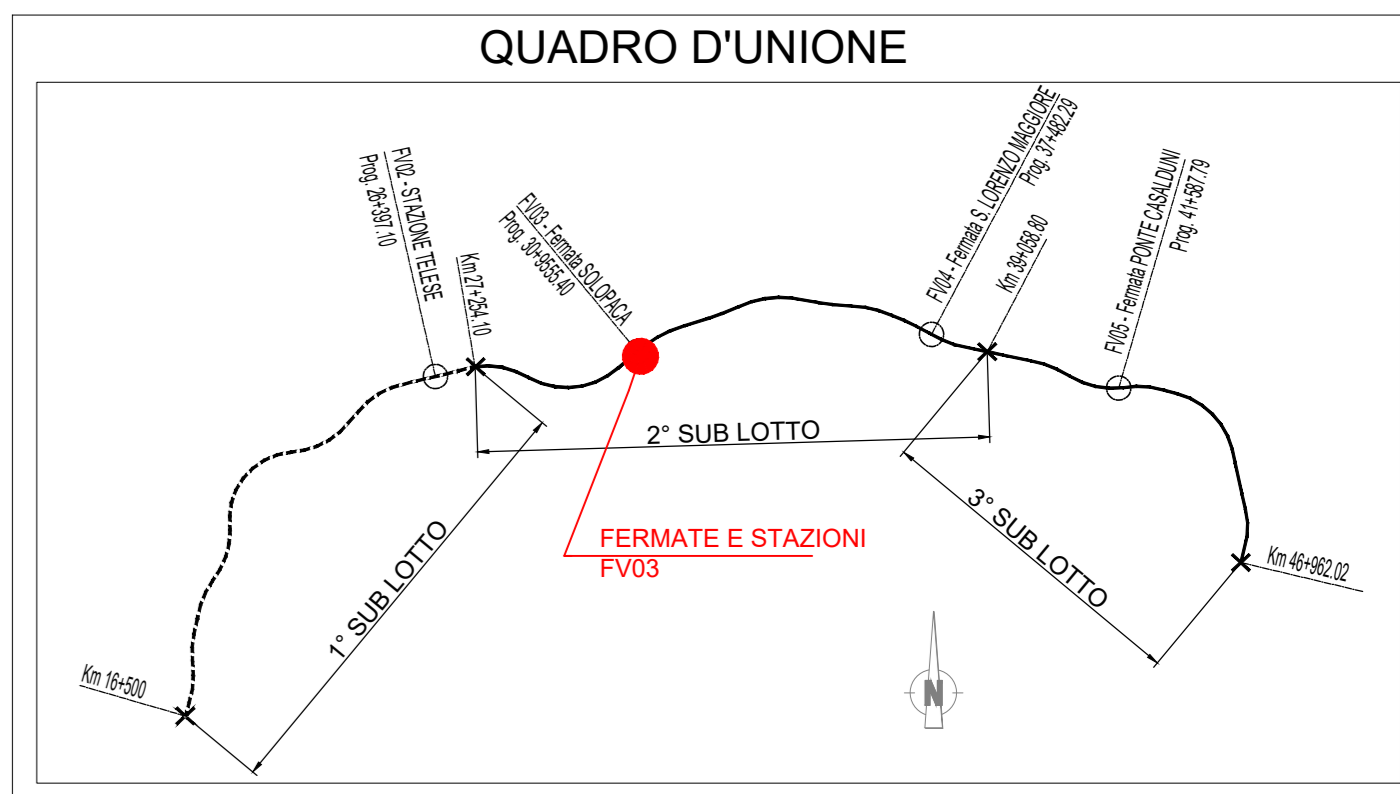 QUADRO D'UNIONE
FV02 - STAZIONE TELESE
Prog. 26+397.10
Km 27+254.10
FV03 - Fermata SOLOPACA
Prog. 30+9555.40
FV04 - Fermata S. LORENZO MAGGIORE
Prog. 37+482.29
Km 39+058.80
FV05 - Fermata PONTE CASALDUNI
Prog. 41+587.79
2° SUB LOTTO
1° SUB LOTTO
3° SUB LOTTO
FERMATE E STAZIONI
FV03
Km 46+962.02
Km 16+500
N